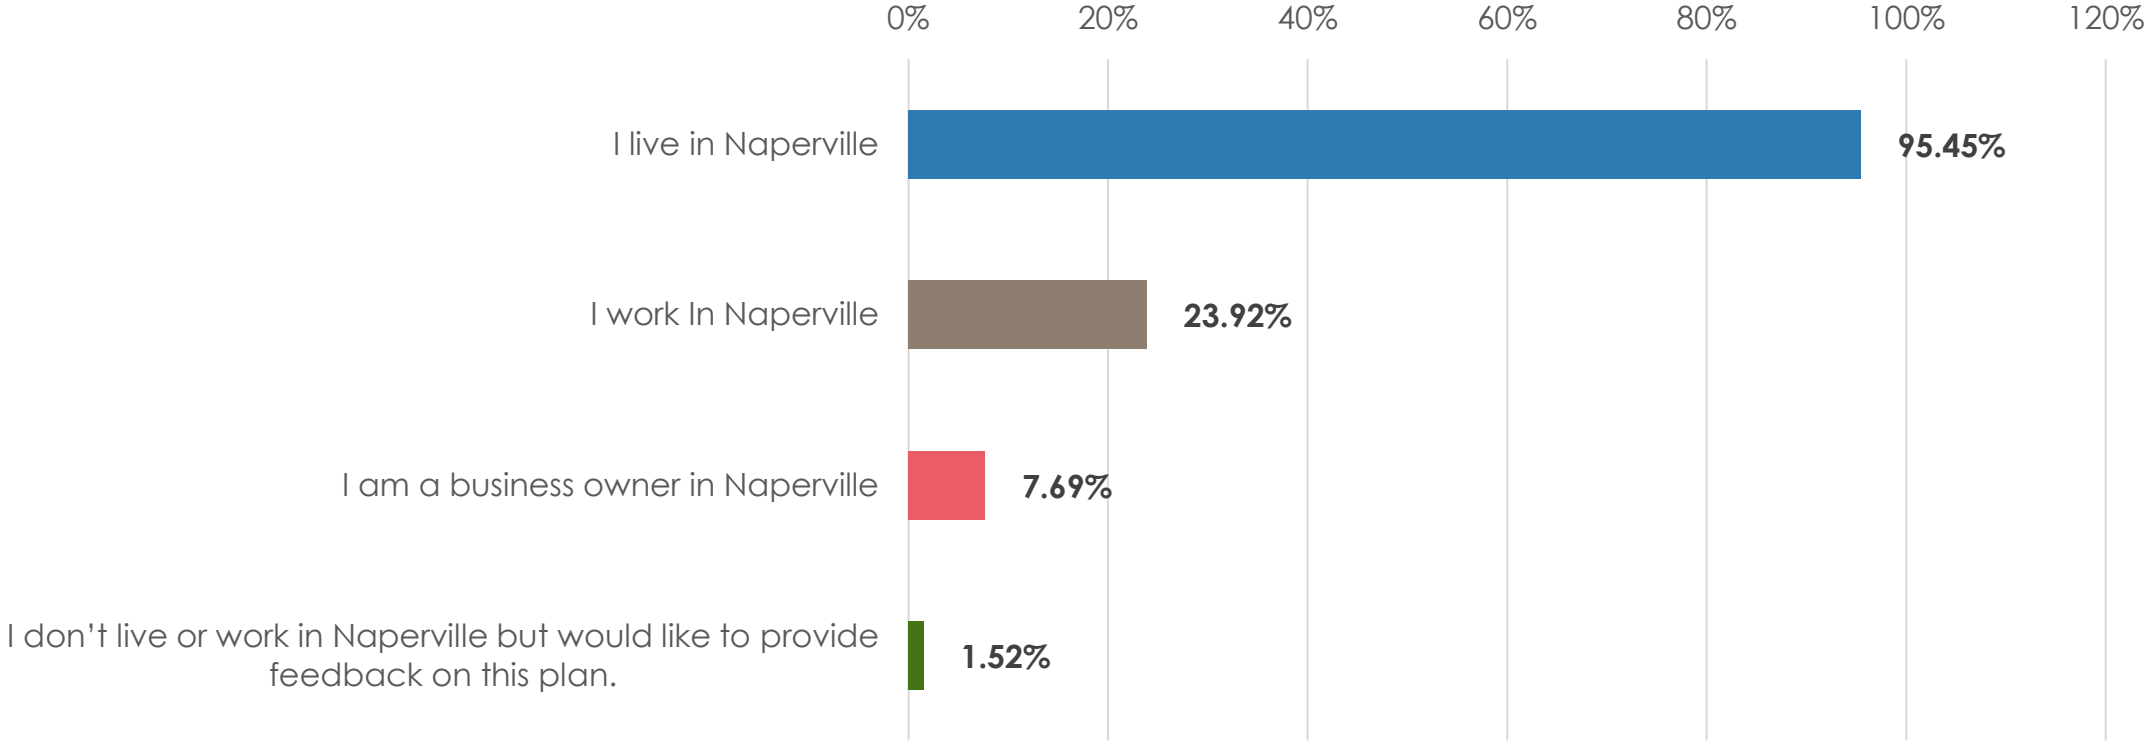 0% 20% 40% 60% 80% 100% 120%
I live in Naperville 95.45%
I work In Naperville 23.92%
I am a business owner in Naperville 7.69%
I don’t live or work in Naperville but would like to provide
feedback on this plan.
1.52%